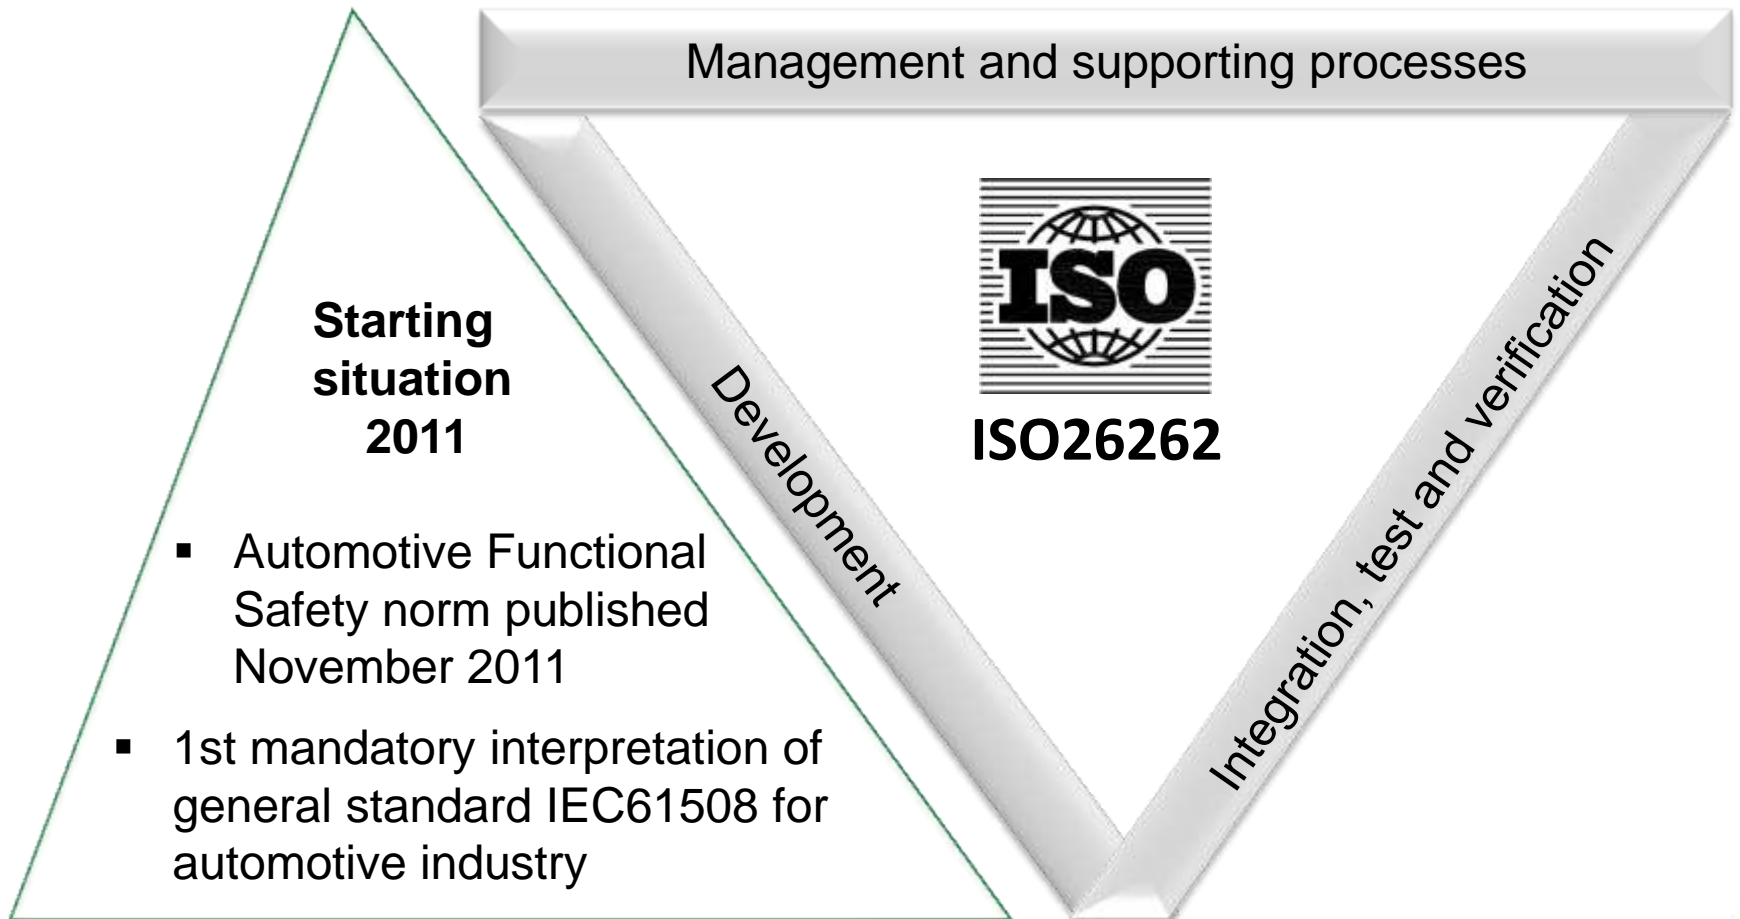 Management and supporting processes
Starting
situation
2011
▪ Automotive Functional
Safety norm published
November 2011
▪ 1st mandatory interpretation of
general standard IEC61508 for
automotive industry
Development
ISO
ISO26262
Integration, test and verification